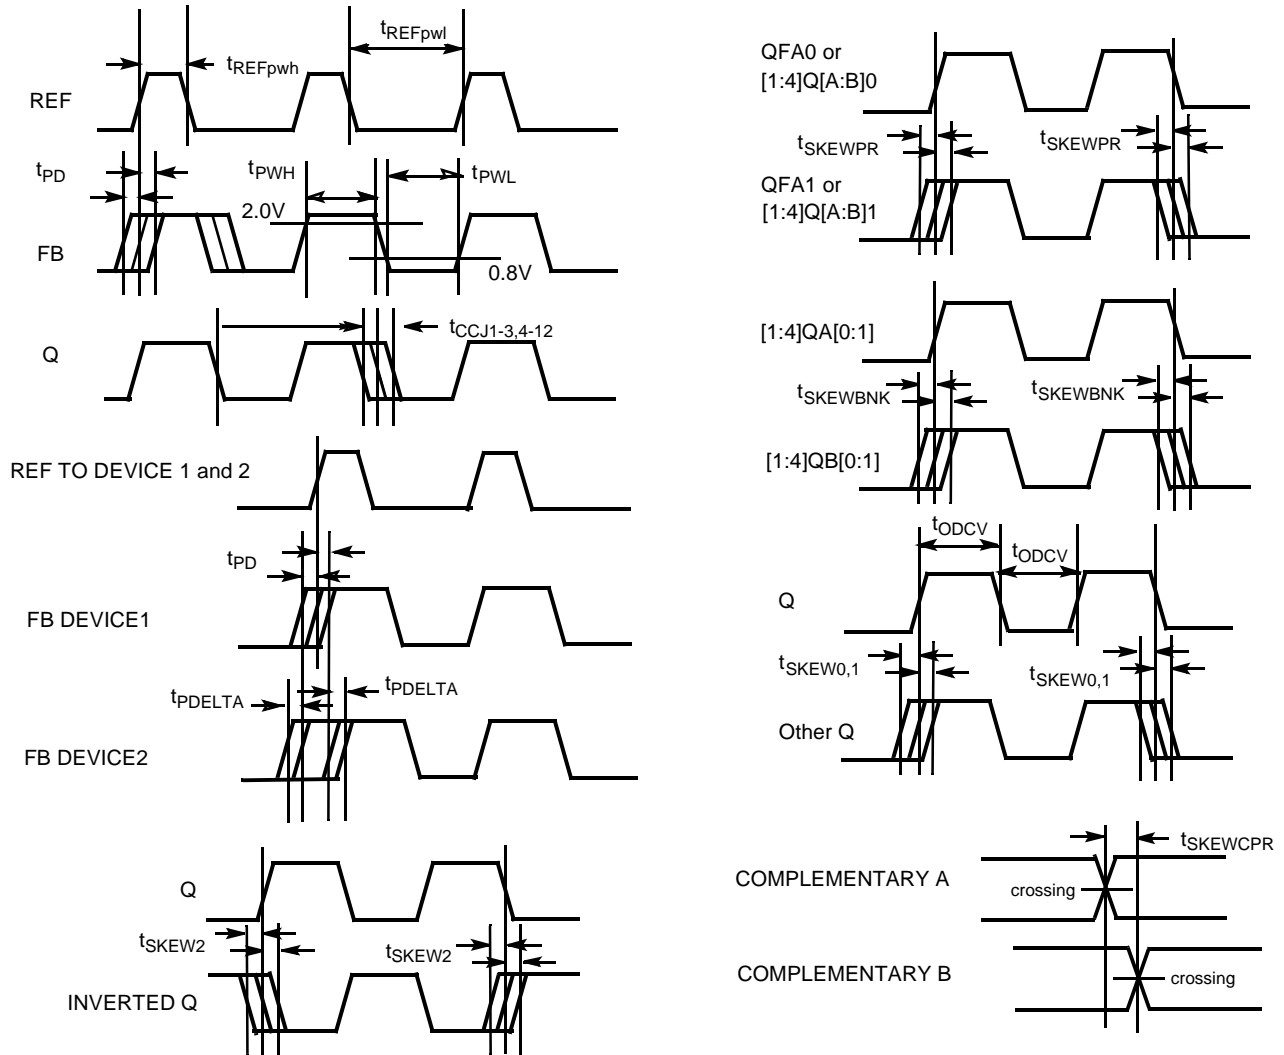 tREFpwh
tREFpwl
REF
tPD
tPWH
tPWL
2.0V
FB
0.8V
tCCJ1-3,4-12
Q
REF TO DEVICE 1 and 2
tPD
FB DEVICE1
tPDELTA
tPDELTA
FB DEVICE2
Q
tSKEW2
tSKEW2
INVERTED Q
QFA0 or
[1:4]Q[A:B]0
tSKEWPR
tSKEWPR
QFA1 or
[1:4]Q[A:B]1
[1:4]QA[0:1]
tSKEWBNK
tSKEWBNK
[1:4]QB[0:1]
tODCV
tODCV
Q
tSKEW0,1
tSKEW0,1
Other Q
tSKEWCPR
COMPLEMENTARY A
crossing
COMPLEMENTARY B
crossing